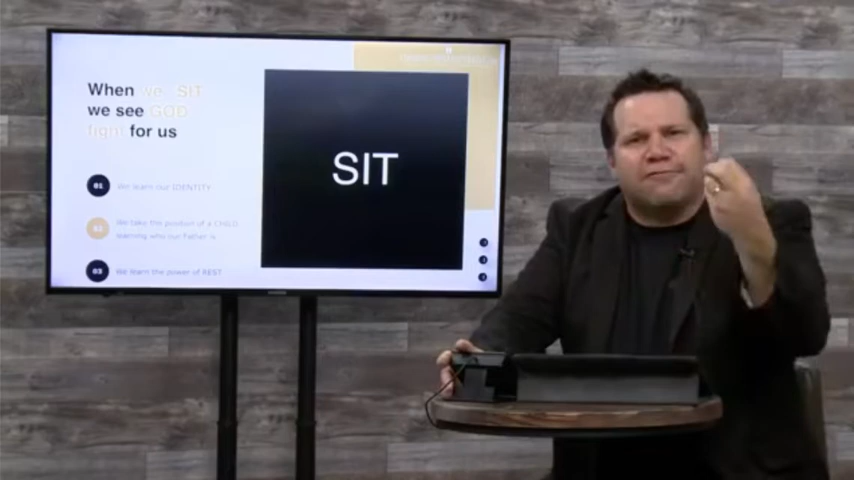 When we SIT
we see GOD
fight for us
01
We learn our IDENTITY
02
We take the position of a CHILD
learning who our Father is
03
We learn the power of REST
SIT